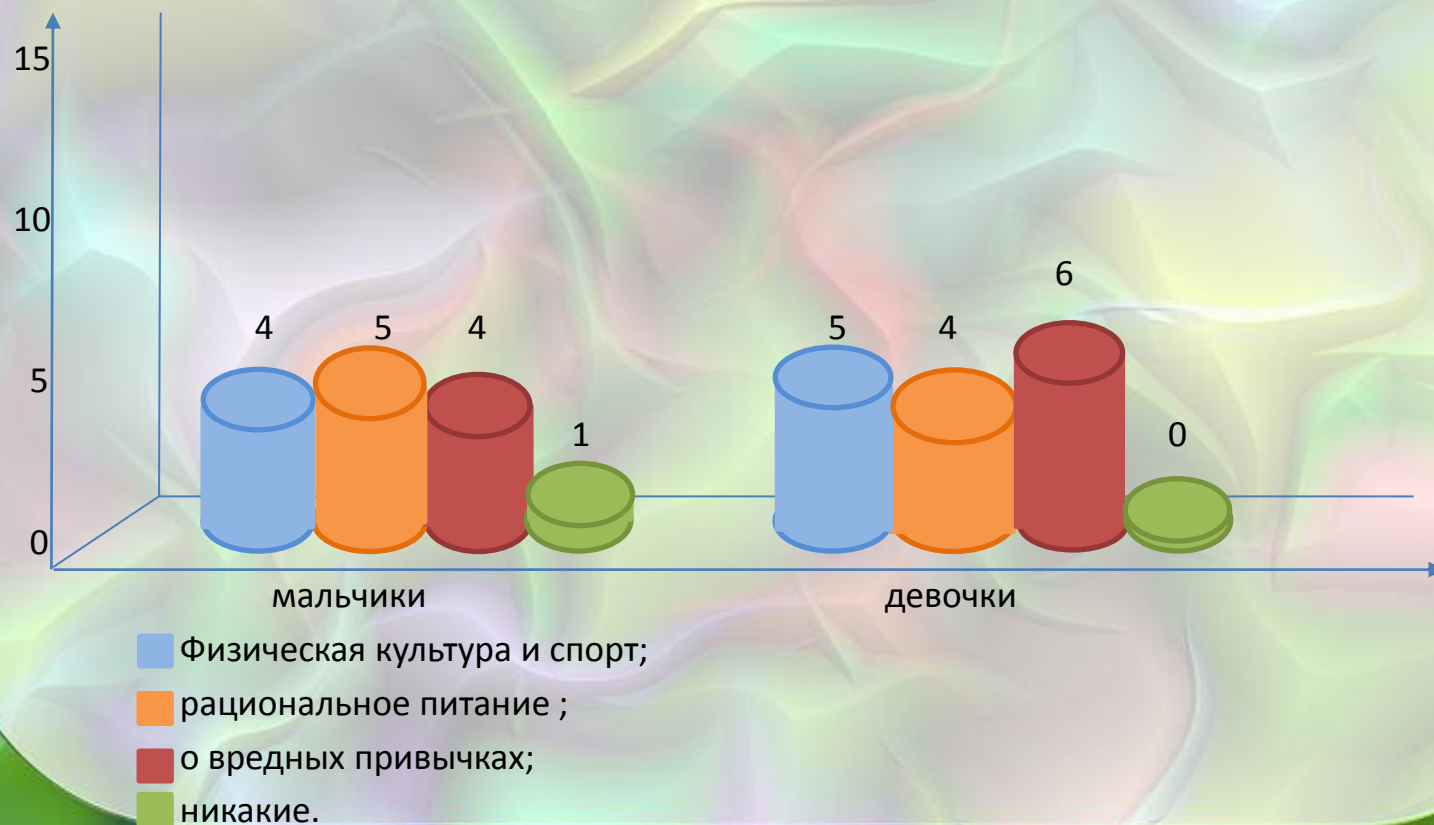 15
10
6
4 5 4 5 4
5
1 0
0
мальчики девочки
Физическая культура и спорт;
рациональное питание ;
о вредных привычках;
никакие.